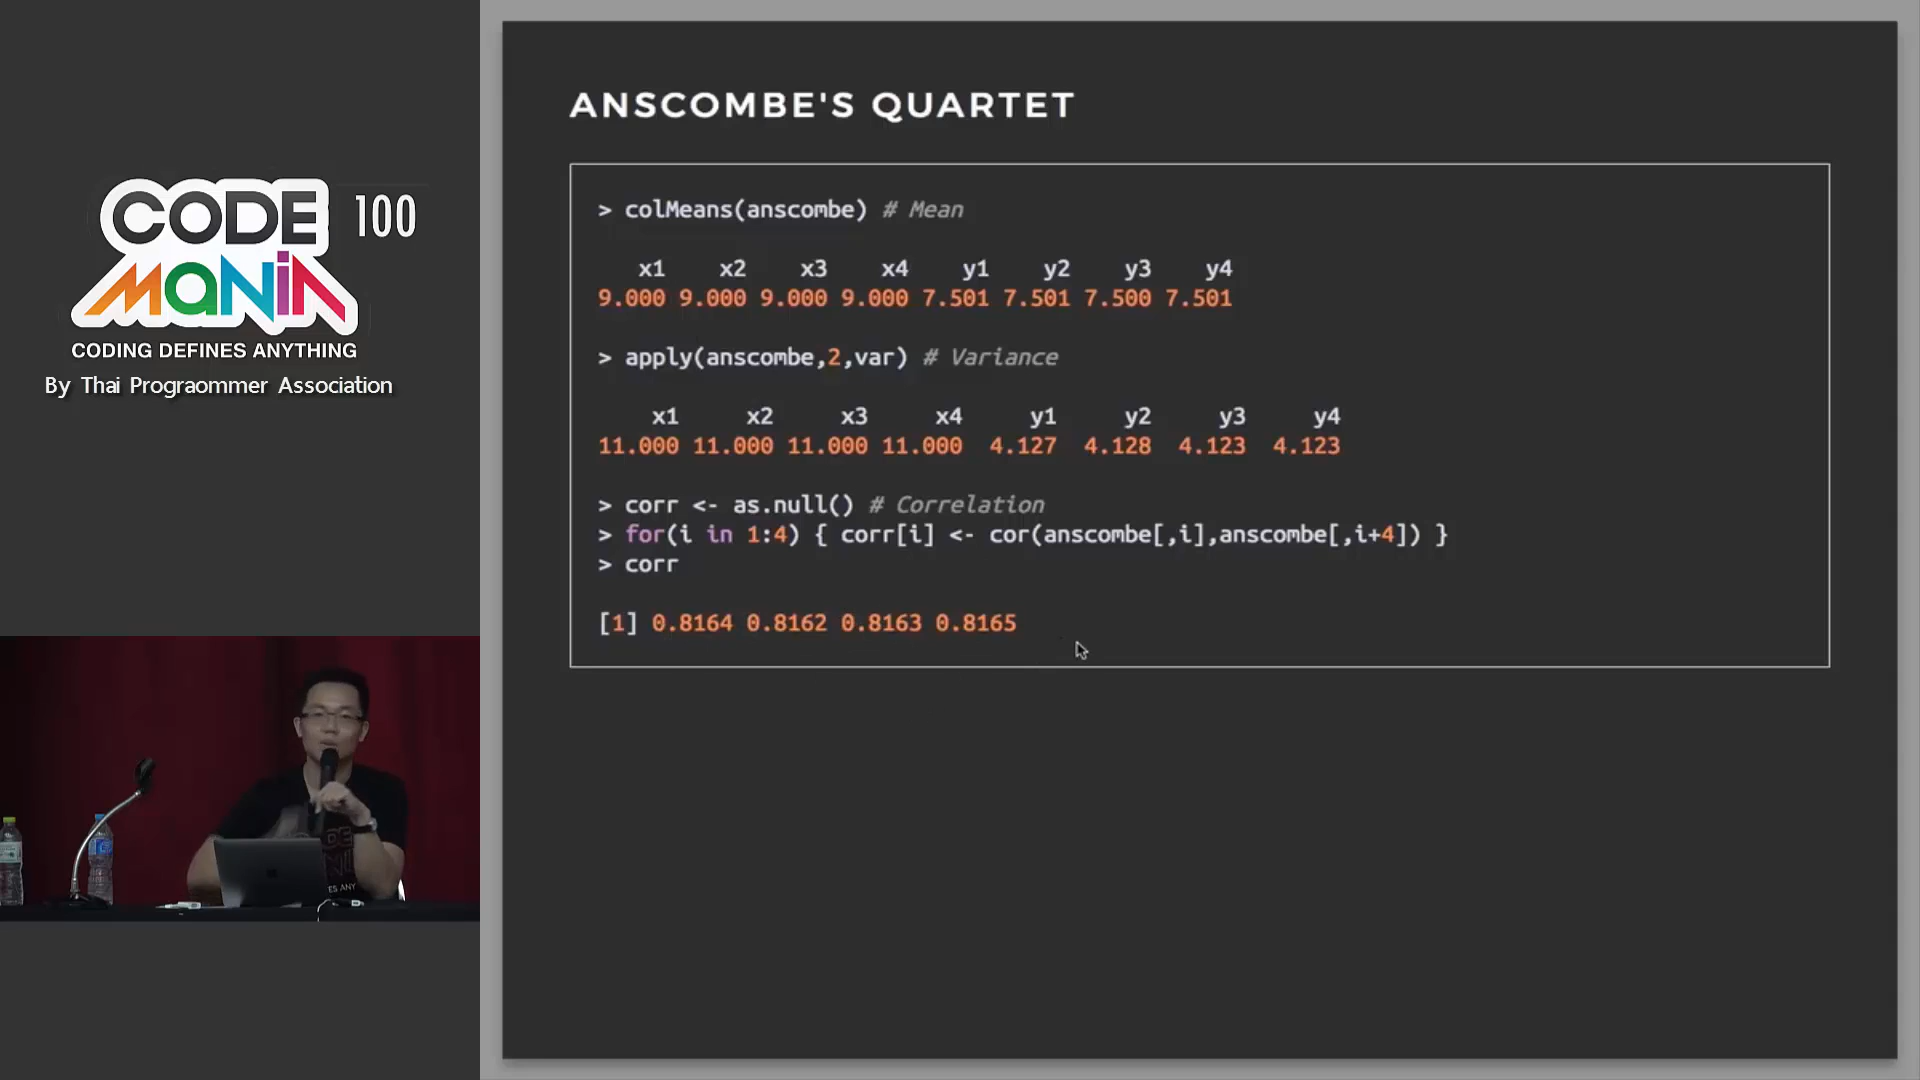 CODE 100
MANIA
CODING DEFINES ANYTHING
By Thai Prograommer Association
ANSCOMBE'S QUARTET
> colMeans(anscombe) # Mean
x1 x2 x3 x4 y1 y2 y3 y4
9.000 9.000 9.000 9.000 7.501 7.501 7.500 7.501
> apply(anscombe,2,var) # Variance
x1 x2 x3 x4 y1 y2 y3 y4
11.000 11.000 11.000 11.000 4.127 4.128 4.123 4.123
> corr <- as.null() # Correlation
> for(i in 1:4) { corr[i] <- cor(anscombe[,i],anscombe[,i+4]) }
> corr
[1] 0.8164 0.8162 0.8163 0.8165